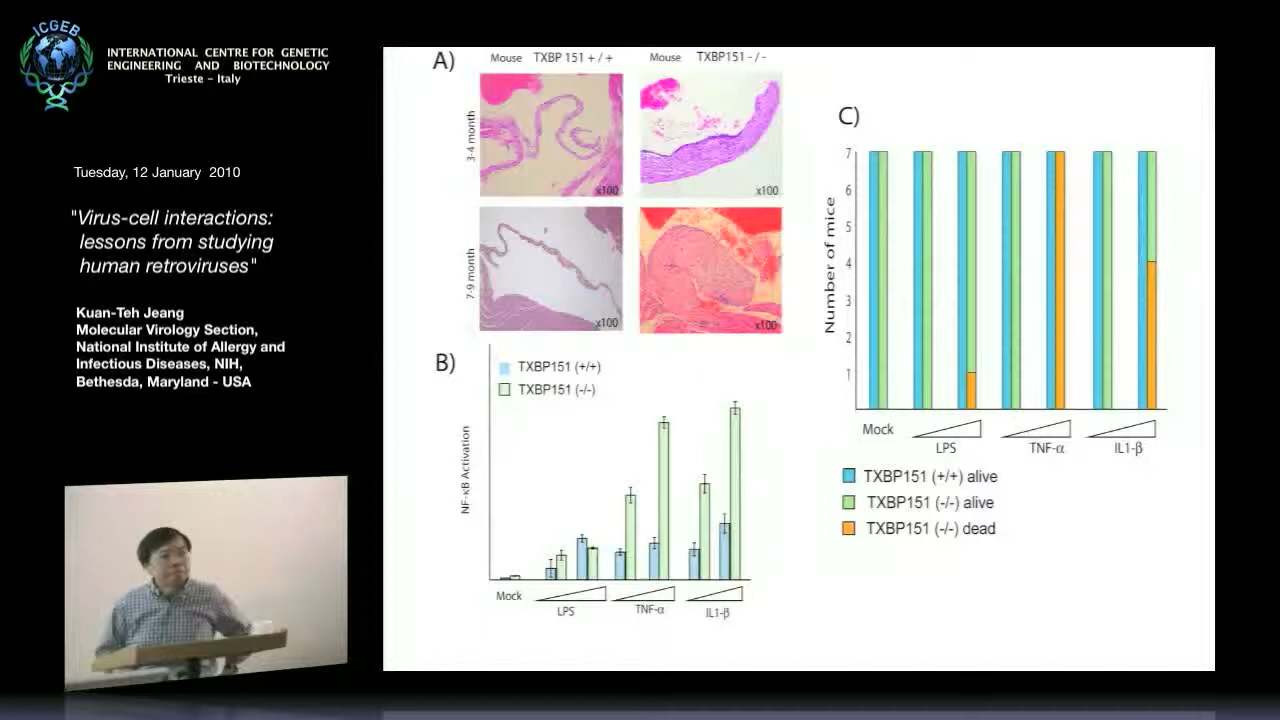 ICGEB
INTERNATIONAL CENTRE FOR GENETIC
ENGINEERING AND BIOTECHNOLOGY
Trieste – Italy
Tuesday, 12 January 2010
"Virus-cell interactions:
lessons from studying
human retroviruses"
Kuan-Teh Jeang
Molecular Virology Section,
National Institute of Allergy and
Infectious Diseases, NIH,
Bethesda, Maryland - USA
A)
Mouse TXBP 151 + / +
Mouse TXBP151 - / -
3-4 month
x100
x100
7-9 month
x100
x100
B)
TXBP151 (+/+)
TXBP151 (-/-)
NF-κB Activation
Mock
LPS
TNF-α
IL1-β
C)
Number of mice
7
6
5
4
3
2
1
Mock
LPS
TNF-α
IL1-β
TXBP151 (+/+) alive
TXBP151 (-/-) alive
TXBP151 (-/-) dead